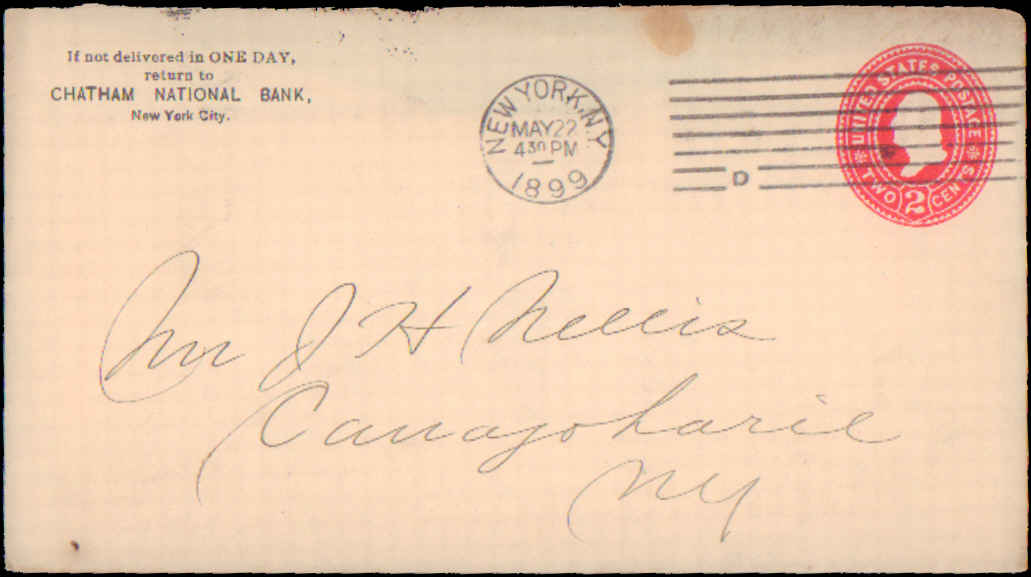 If not delivered in ONE DAY,
return to
CHATHAM NATIONAL BANK,
New York City.
NEW YORK, N.Y.
MAY 22
4 30 PM
1899
D
UNITED STATES POSTAGE
TWO 2 CENTS
Mr J H Nellis
Canajoharie
NY